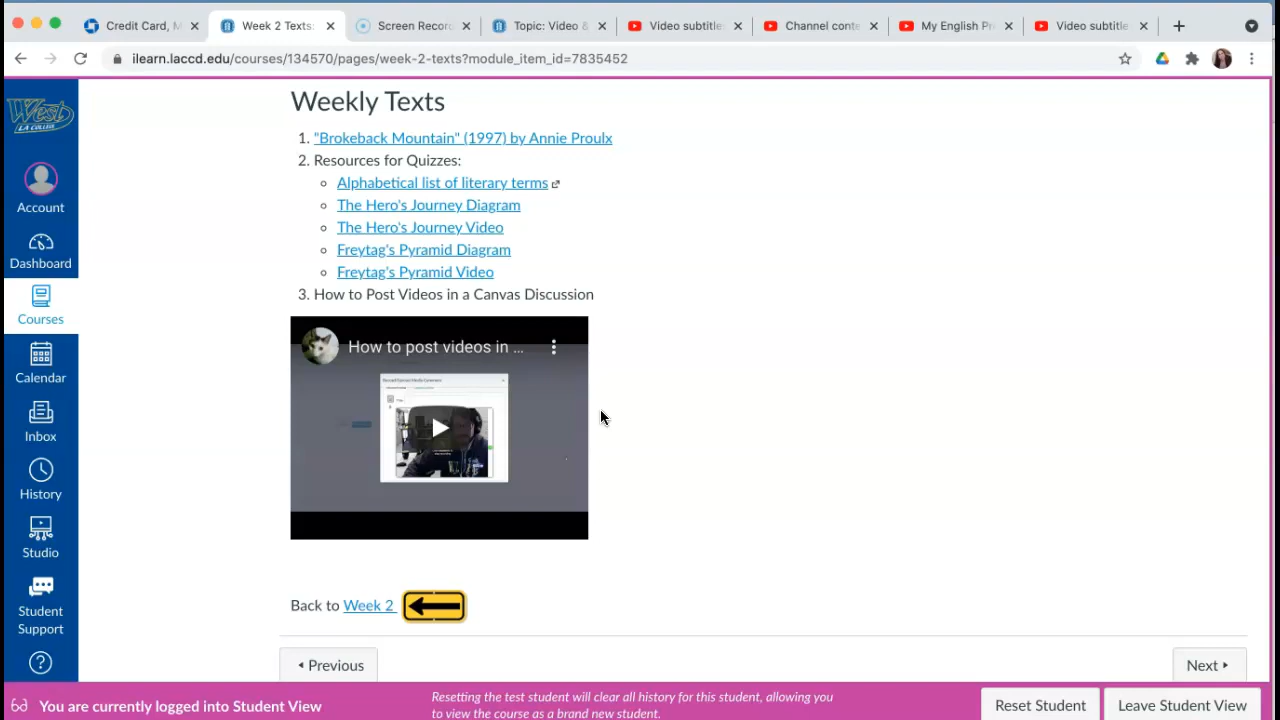 Credit Card, M
Week 2 Texts:
Screen Record
Topic: Video &
Video subtitle
Channel conte
My English Pr
Video subtitle
ilearn.laccd.edu/courses/134570/pages/week-2-texts?module_item_id=7835452
West
LA COLLEGE
Account
Dashboard
Courses
Calendar
Inbox
History
Studio
Student
Support
Weekly Texts
1. "Brokeback Mountain" (1997) by Annie Proulx
2. Resources for Quizzes:
Alphabetical list of literary terms
The Hero's Journey Diagram
The Hero's Journey Video
Freytag's Pyramid Diagram
Freytag's Pyramid Video
3. How to Post Videos in a Canvas Discussion
How to post videos in ...
Back to Week 2
Previous
Next
You are currently logged into Student View
Resetting the test student will clear all history for this student, allowing you
to view the course as a brand new student.
Reset Student
Leave Student View